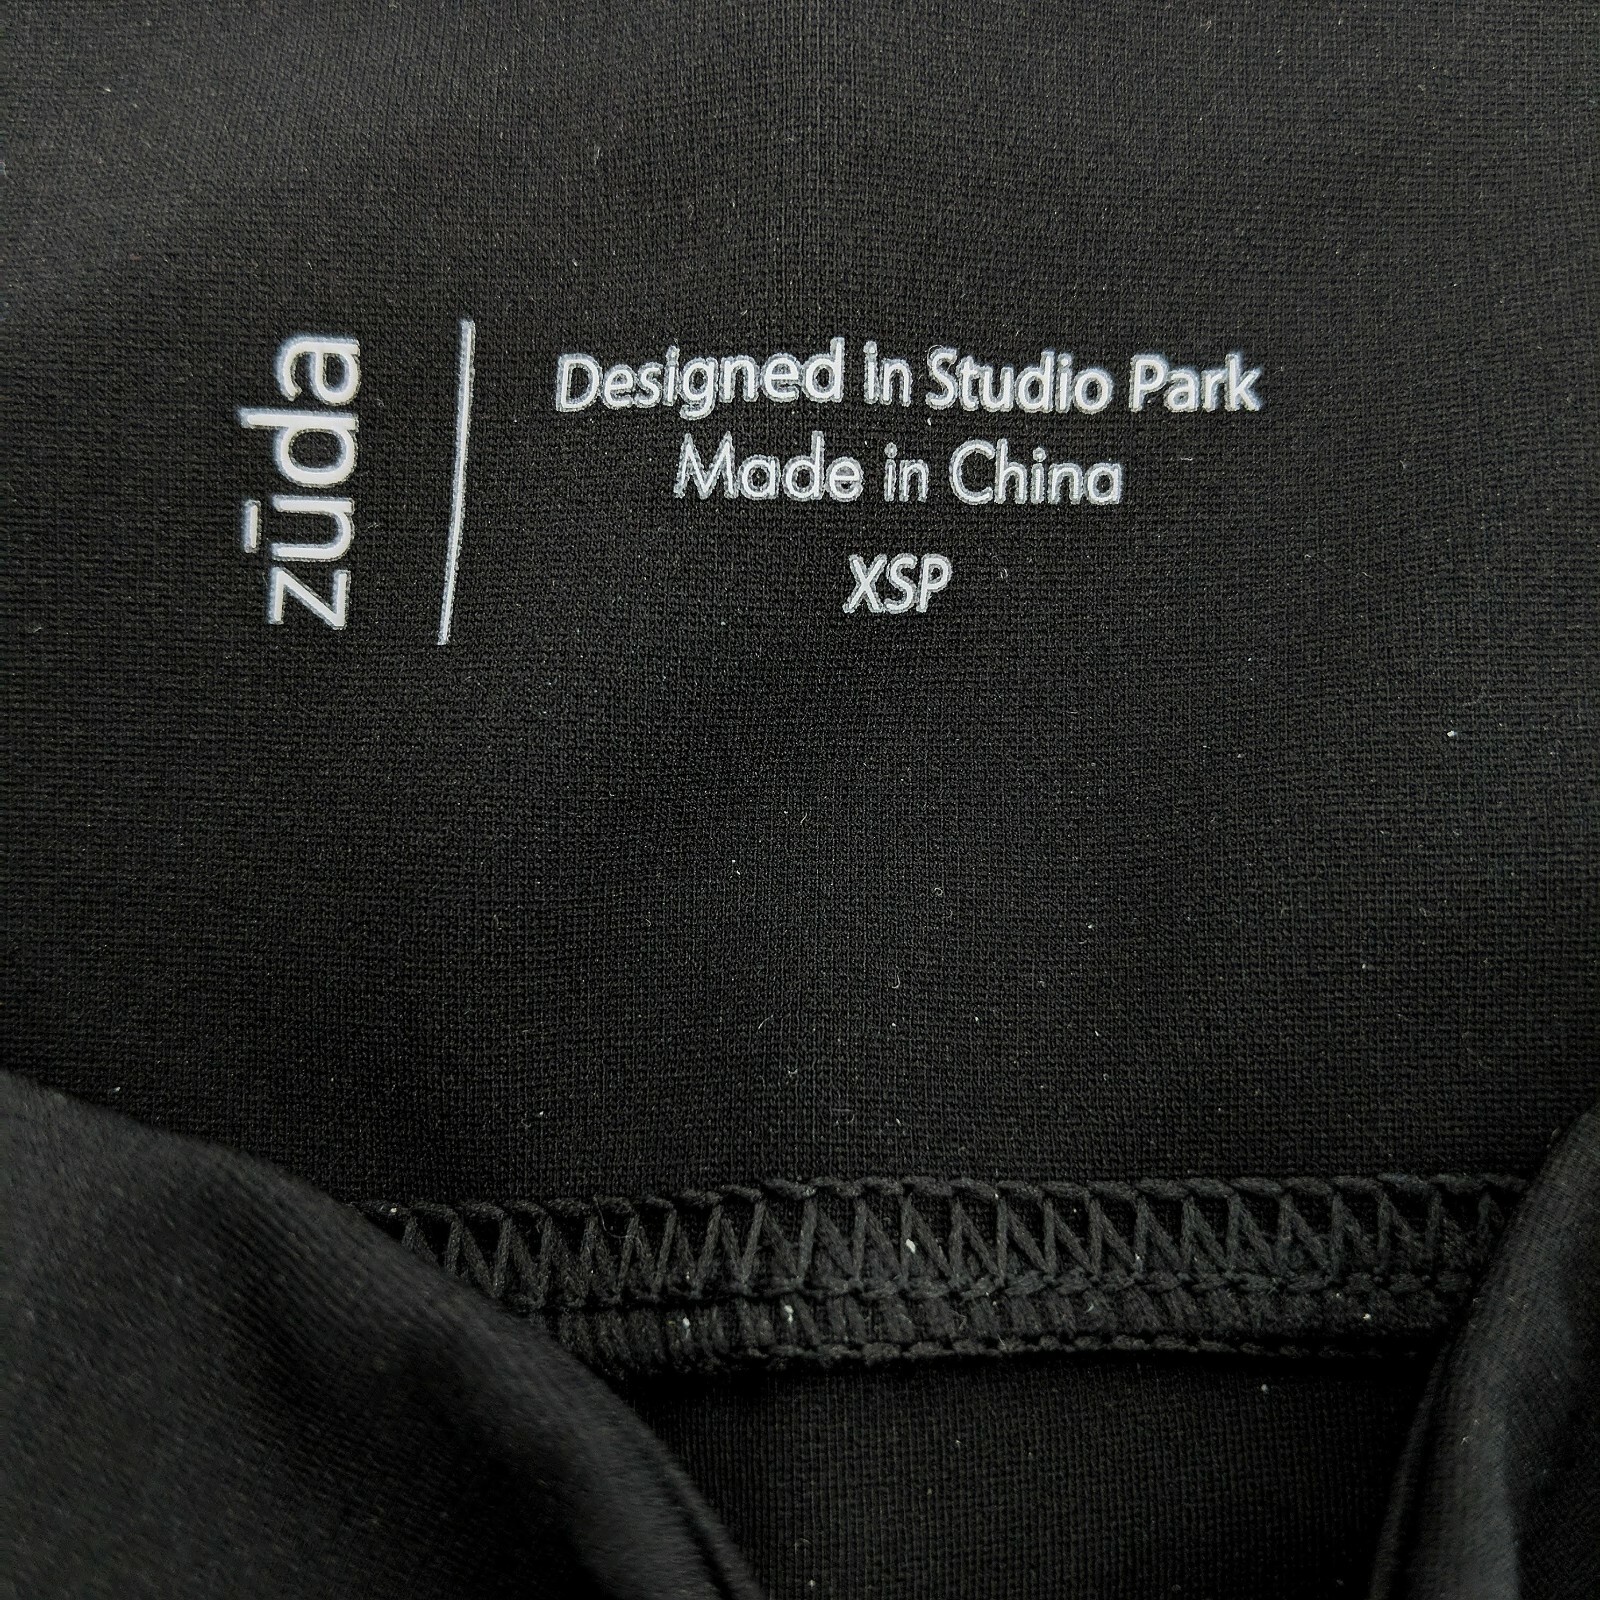 zūda
Designed in Studio Park
Made in China
XSP